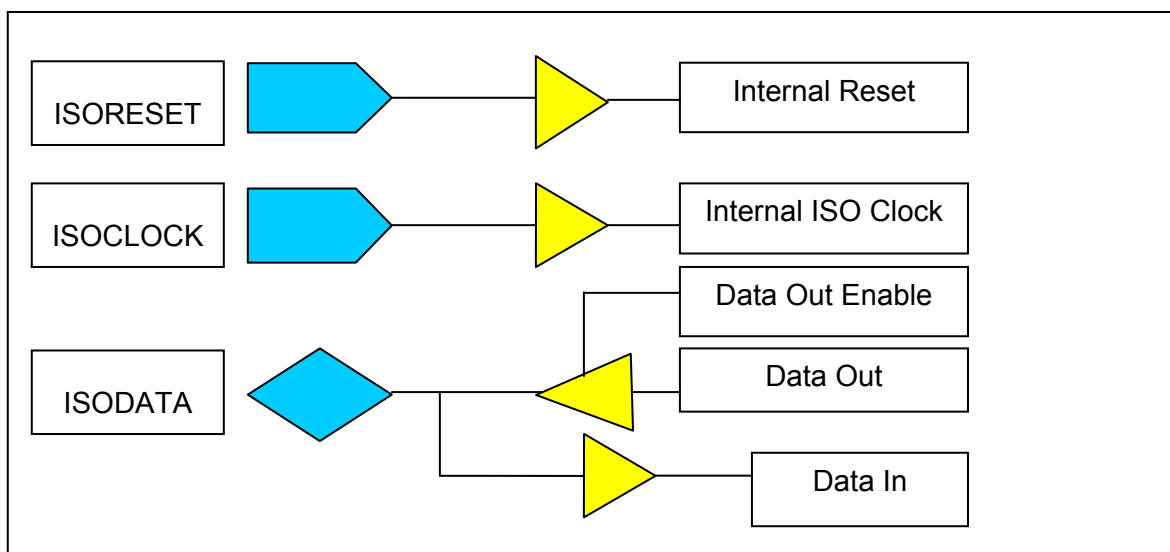 ISORESET
Internal Reset
ISOCLOCK
Internal ISO Clock
Data Out Enable
ISODATA
Data Out
Data In